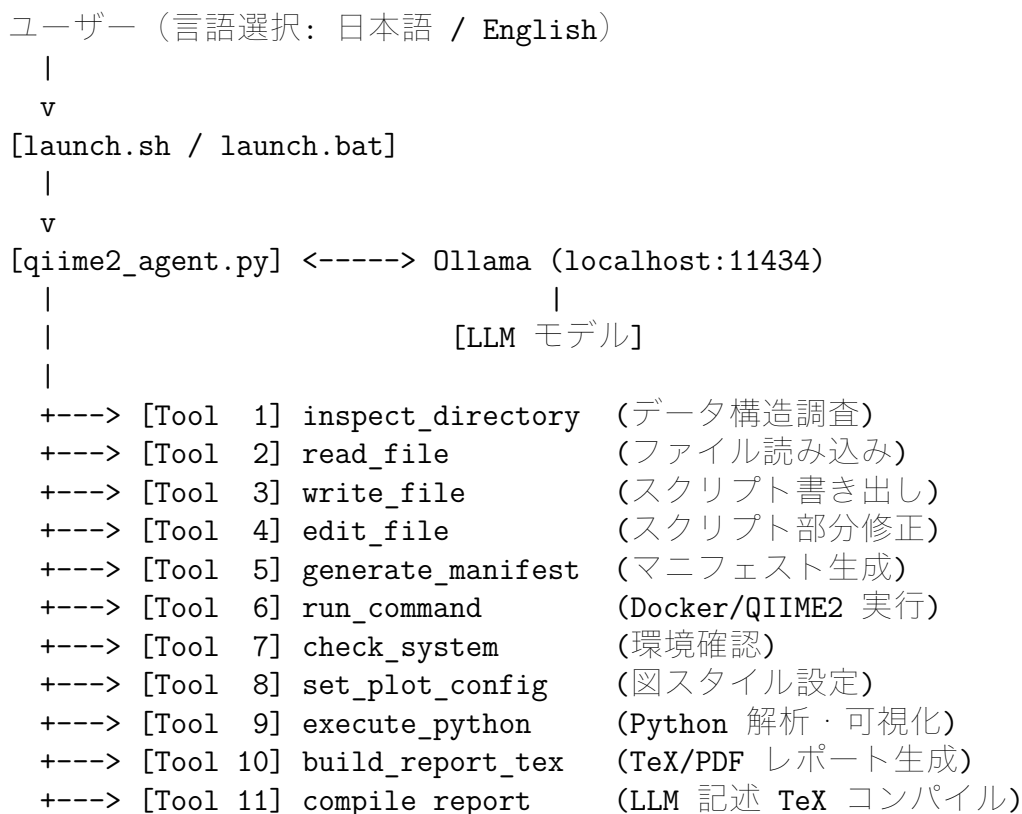 ユーザー（言語選択: 日本語 / English）
|
v
[launch.sh / launch.bat]
|
v
[qiime2_agent.py] <-----> Ollama (localhost:11434)
| |
| [LLM モデル]
|
+---> [Tool 1] inspect_directory (データ構造調査)
+---> [Tool 2] read_file (ファイル読み込み)
+---> [Tool 3] write_file (スクリプト書き出し)
+---> [Tool 4] edit_file (スクリプト部分修正)
+---> [Tool 5] generate_manifest (マニフェスト生成)
+---> [Tool 6] run_command (Docker/QIIME2 実行)
+---> [Tool 7] check_system (環境確認)
+---> [Tool 8] set_plot_config (図スタイル設定)
+---> [Tool 9] execute_python (Python 解析・可視化)
+---> [Tool 10] build_report_tex (TeX/PDF レポート生成)
+---> [Tool 11] compile report (LLM 記述 TeX コンパイル)